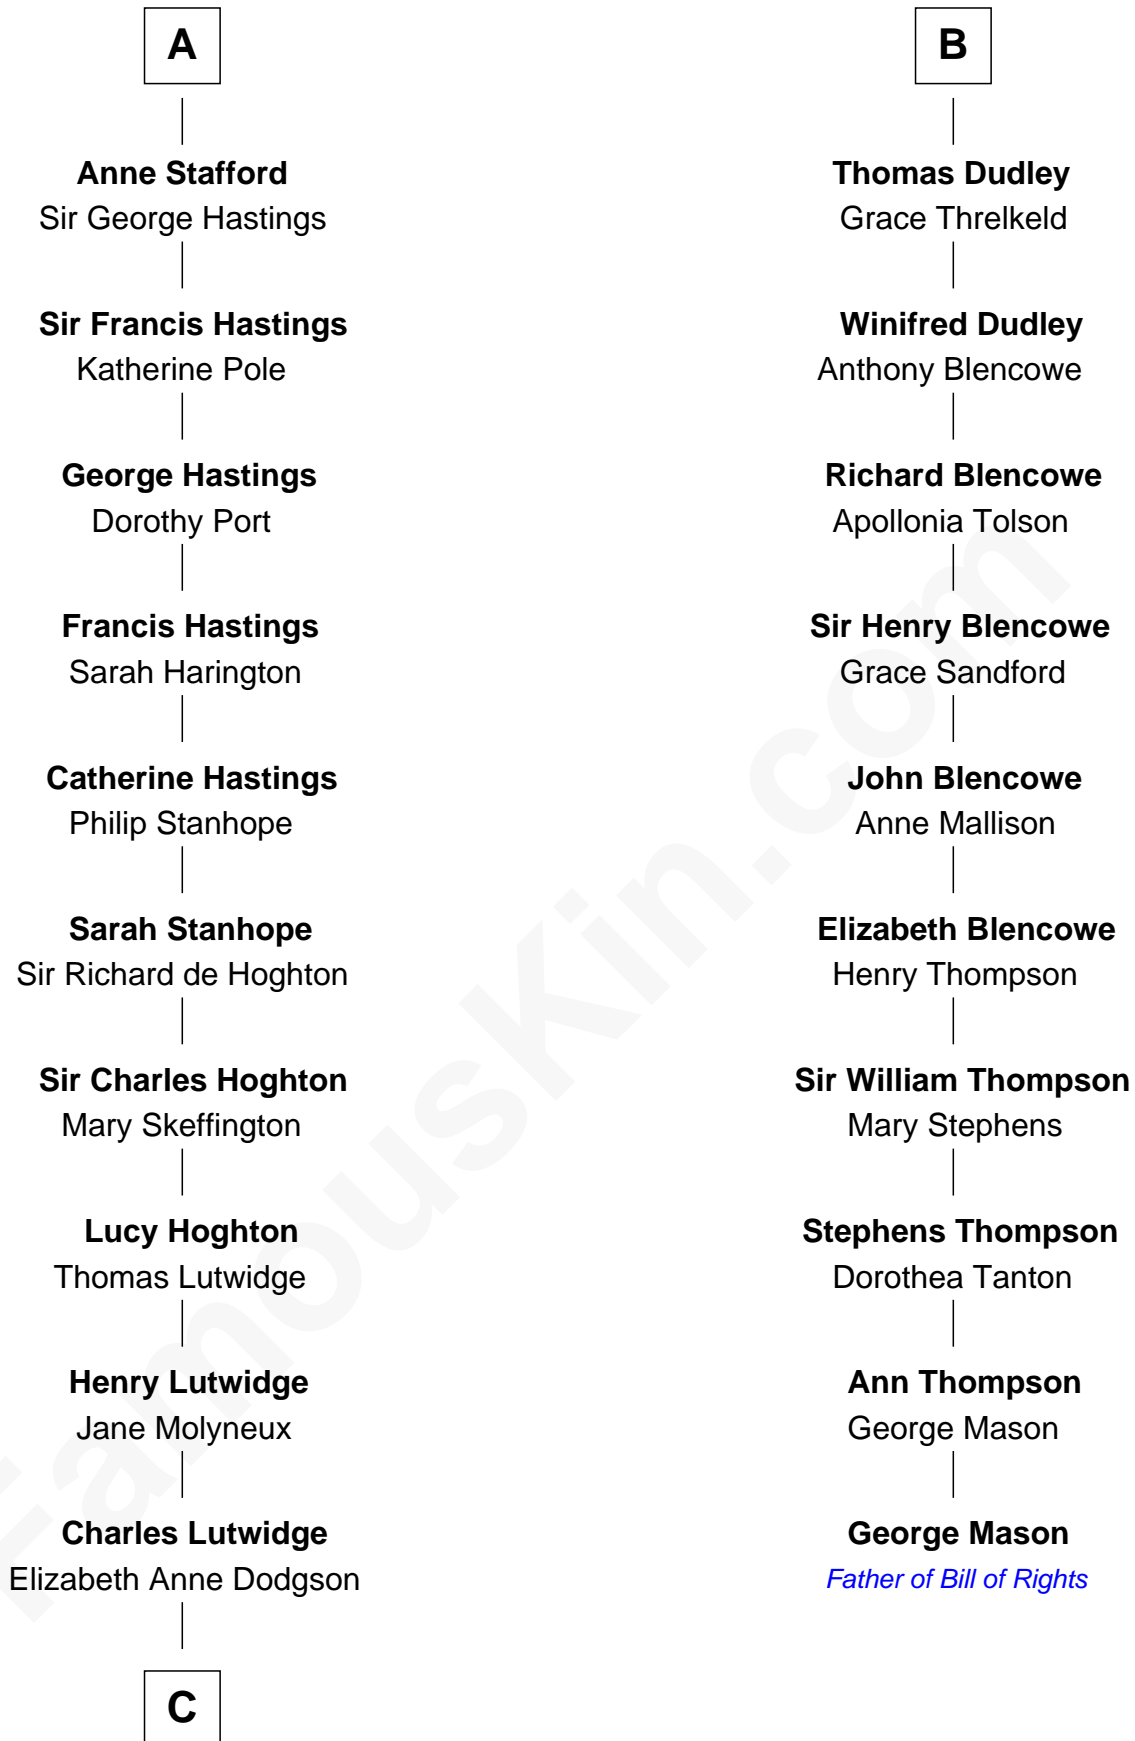 A
Anne Stafford
Sir George Hastings
Sir Francis Hastings
Katherine Pole
George Hastings
Dorothy Port
Francis Hastings
Sarah Harington
Catherine Hastings
Philip Stanhope
Sarah Stanhope
Sir Richard de Hoghton
Sir Charles Hoghton
Mary Skeffington
Lucy Hoghton
Thomas Lutwidge
Henry Lutwidge
Jane Molyneux
Charles Lutwidge
Elizabeth Anne Dodgson
C
B
Thomas Dudley
Grace Threlkeld
Winifred Dudley
Anthony Blencowe
Richard Blencowe
Apollonia Tolson
Sir Henry Blencowe
Grace Sandford
John Blencowe
Anne Mallison
Elizabeth Blencowe
Henry Thompson
Sir William Thompson
Mary Stephens
Stephens Thompson
Dorothea Tanton
Ann Thompson
George Mason
George Mason
Father of Bill of Rights
FamousKin.com